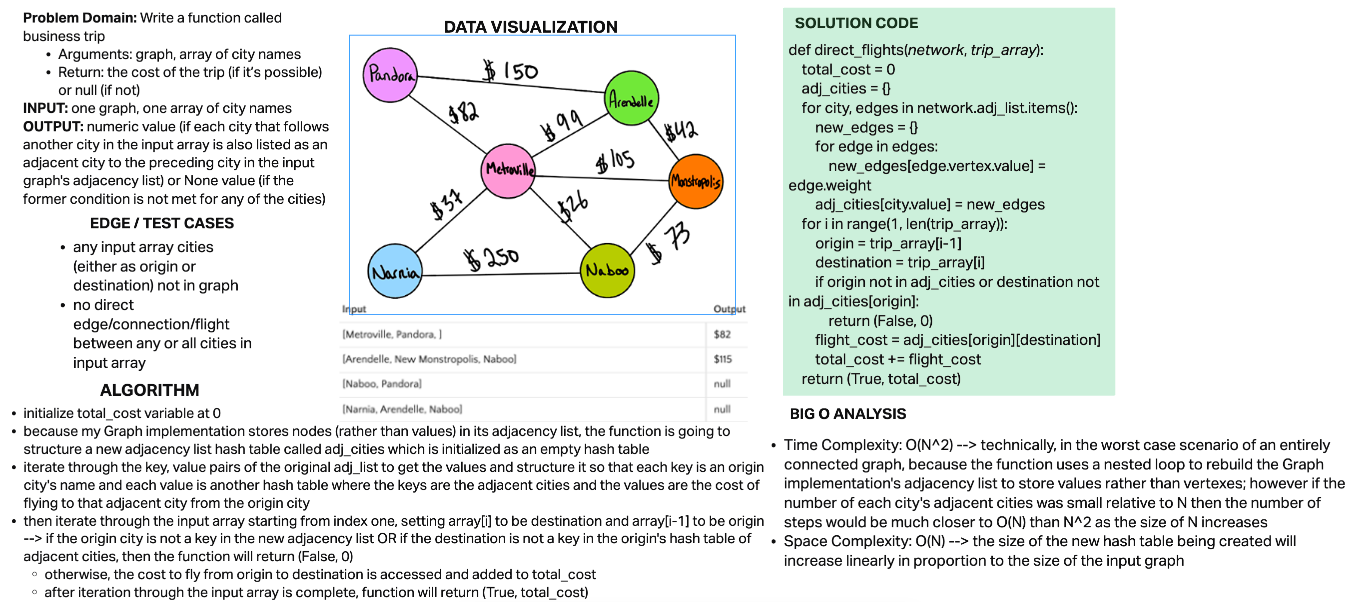 Problem Domain: Write a function called
business trip
• Arguments: graph, array of city names
• Return: the cost of the trip (if it's possible)
or null (if not)
INPUT: one graph, one array of city names
OUTPUT: numeric value (if each city that follows
another city in the input array is also listed as an
adjacent city to the preceding city in the input
graph's adjacency list) or None value (if the
former condition is not met for any of the cities)
EDGE / TEST CASES
• any input array cities
(either as origin or
destination) not in graph
• no direct
edge/connection/flight
between any or all cities in
input array
DATA VISUALIZATION
Pandora
$150
Arendelle
$82
$99
$42
Metroville
$105
Monstropolis
$37
$26
$73
Narnia
$250
Naboo
Input Output
[Metroville, Pandora, ] $82
[Arendelle, New Monstropolis, Naboo] $115
[Naboo, Pandora] null
[Narnia, Arendelle, Naboo] null
ALGORITHM
• initialize total_cost variable at 0
• because my Graph implementation stores nodes (rather than values) in its adjacency list, the function is going to
structure a new adjacency list hash table called adj_cities which is initialized as an empty hash table
• iterate through the key, value pairs of the original adj_list to get the values and structure it so that each key is an origin
city's name and each value is another hash table where the keys are the adjacent cities and the values are the cost of
flying to that adjacent city from the origin city
• then iterate through the input array starting from index one, setting array[i] to be destination and array[i-1] to be origin
--> if the origin city is not a key in the new adjacency list OR if the destination is not a key in the origin's hash table of
adjacent cities, then the function will return (False, 0)
◦ otherwise, the cost to fly from origin to destination is accessed and added to total_cost
◦ after iteration through the input array is complete, function will return (True, total_cost)
SOLUTION CODE
def direct_flights(network, trip_array):
total_cost = 0
adj_cities = {}
for city, edges in network.adj_list.items():
new_edges = {}
for edge in edges:
new_edges[edge.vertex.value] =
edge.weight
adj_cities[city.value] = new_edges
for i in range(1, len(trip_array)):
origin = trip_array[i-1]
destination = trip_array[i]
if origin not in adj_cities or destination not
in adj_cities[origin]:
return (False, 0)
flight_cost = adj_cities[origin][destination]
total_cost += flight_cost
return (True, total_cost)
BIG O ANALYSIS
• Time Complexity: O(N^2) --> technically, in the worst case scenario of an entirely
connected graph, because the function uses a nested loop to rebuild the Graph
implementation's adjacency list to store values rather than vertexes; however if the
number of each city's adjacent cities was small relative to N then the number of
steps would be much closer to O(N) than N^2 as the size of N increases
• Space Complexity: O(N) --> the size of the new hash table being created will
increase linearly in proportion to the size of the input graph